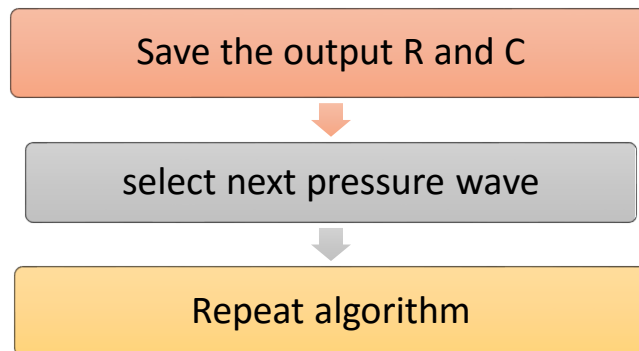 Save the output R and C
select next pressure wave
Repeat algorithm